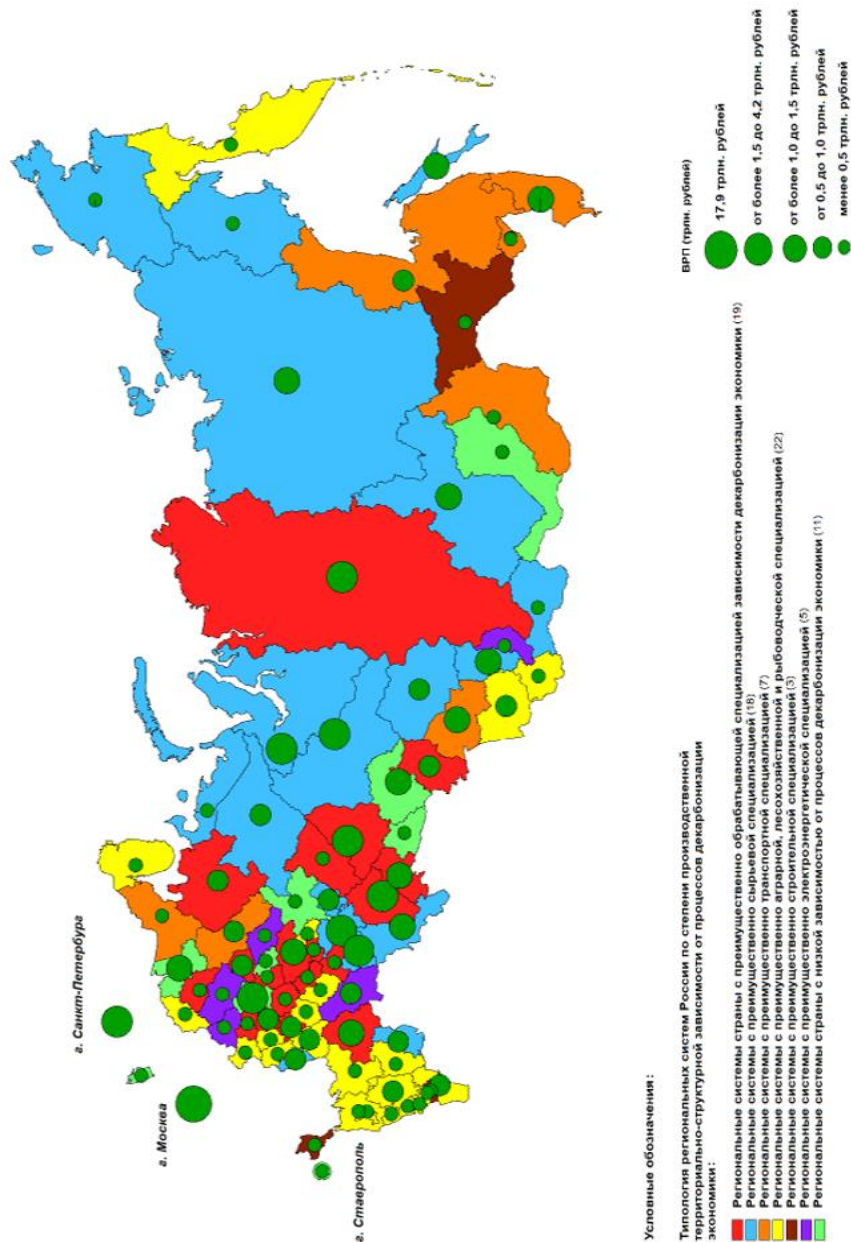 г. Санкт-Петербурга
г. Москва
г. Ставрополь
Условные обозначения:
Типология региональных систем России по степени производственной
территориально-структурной зависимости от процессов декарбонизации
экономики:
Региональные системы страны с преимущественно обрабатывающей специализацией зависимости декарбонизации экономики (19)
Региональные системы с преимущественно сырьевой специализацией (18)
Региональные системы с преимущественно транспортной специализацией (7)
Региональные системы с преимущественно аграрной, лесохозяйственной и рыбоводческой специализацией (22)
Региональные системы с преимущественно строительной специализацией (3)
Региональные системы с преимущественно электроэнергетической специализацией (5)
Региональные системы страны с низкой зависимостью от процессов декарбонизации экономики (11)
ВРП (трлн. рублей)
17,9 трлн. рублей
от более 1,5 до 4,2 трлн. рублей
от более 1,0 до 1,5 трлн. рублей
от 0,5 до 1,0 трлн. рублей
менее 0,5 трлн. рублей